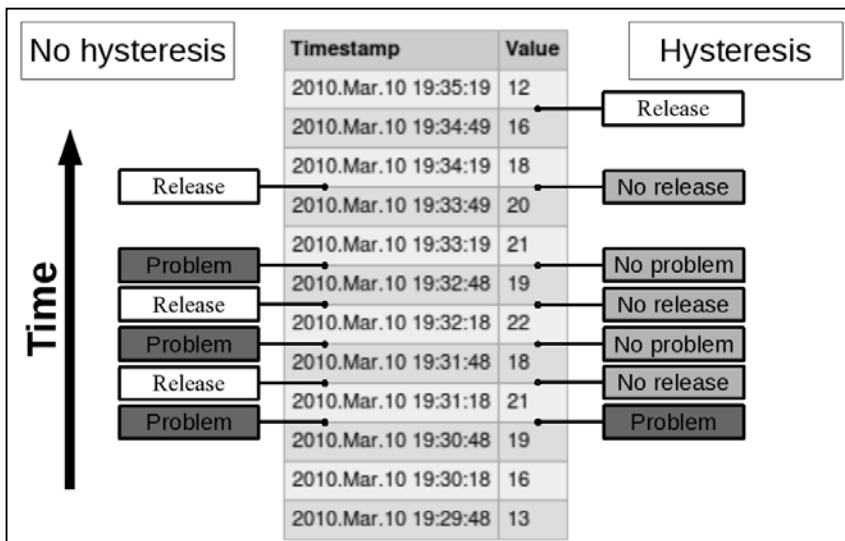 No hysteresis
Hysteresis
Timestamp Value
2010.Mar.10 19:35:19 12
Release
2010.Mar.10 19:34:49 16
2010.Mar.10 19:34:19 18
Release No release
2010.Mar.10 19:33:49 20
2010.Mar.10 19:33:19 21
Problem No problem
2010.Mar.10 19:32:48 19
Release No release
2010.Mar.10 19:32:18 22
Problem No problem
2010.Mar.10 19:31:48 18
Release No release
2010.Mar.10 19:31:18 21
Problem Problem
2010.Mar.10 19:30:48 19
2010.Mar.10 19:30:18 16
2010.Mar.10 19:29:48 13
Time